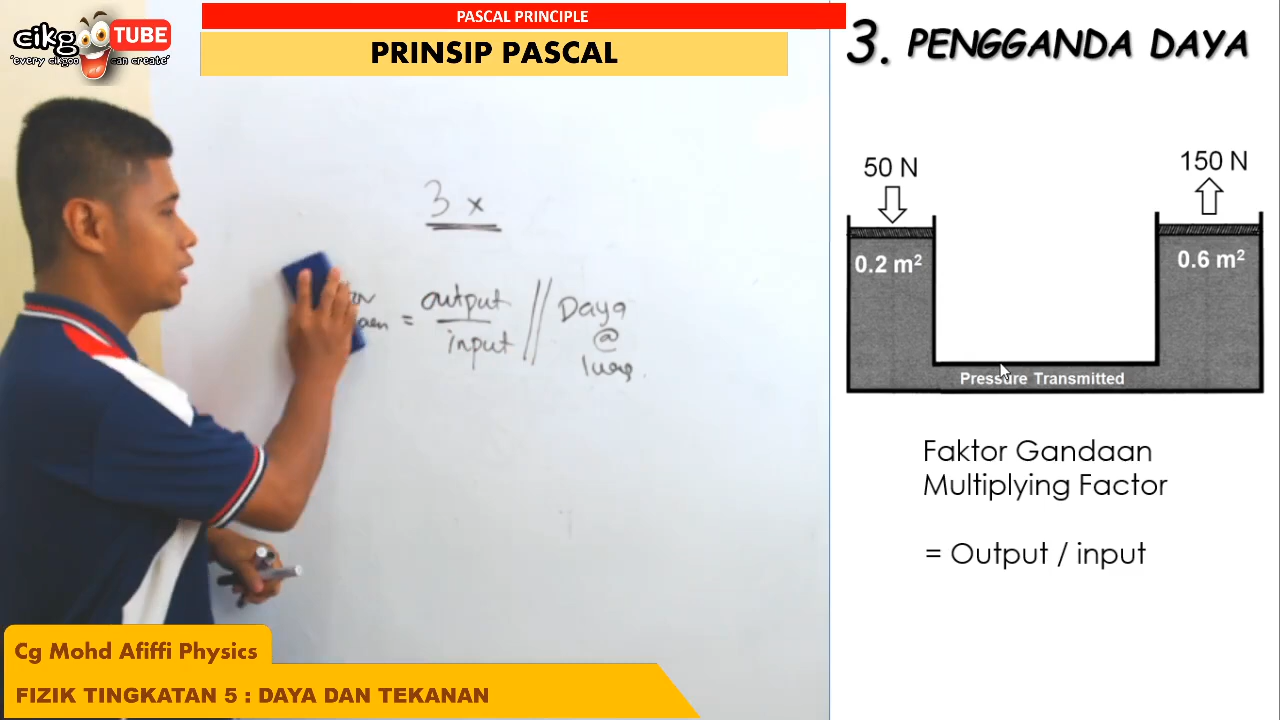 PASCAL PRINCIPLE
PRINSIP PASCAL
cikgoo TUBE
'every cikgoo can create'
3. PENGGANDA DAYA
3 x
= output / input // Daya
@
luas.
50 N
150 N
0.2 m²
0.6 m²
Pressure Transmitted
Faktor Gandaan
Multiplying Factor
= Output / input
Cg Mohd Afiffi Physics
FIZIK TINGKATAN 5 : DAYA DAN TEKANAN